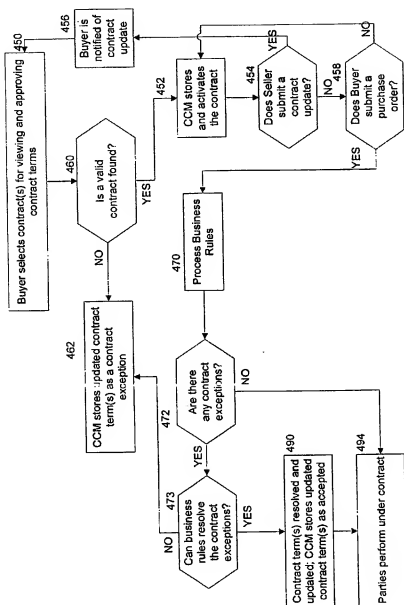 450
Buyer selects contract(s) for viewing and approving
contract terms
456
Buyer is
notified of
contract
update
460
Is a valid
contract found?
YES
NO
452
CCM stores
and activates
the contract
454
Does Seller
submit a
contract
update?
YES
NO
458
Does Buyer
submit a
purchase
order?
NO
YES
462
CCM stores updated contract
term(s) as a contract
exception
470
Process Business
Rules
472
Are there
any contract
exceptions?
NO
YES
473
Can business
rules resolve
the contract
exceptions?
NO
YES
490
Contract term(s) resolved and
updated; CCM stores updated
contract term(s) as accepted
494
Parties perform under contract